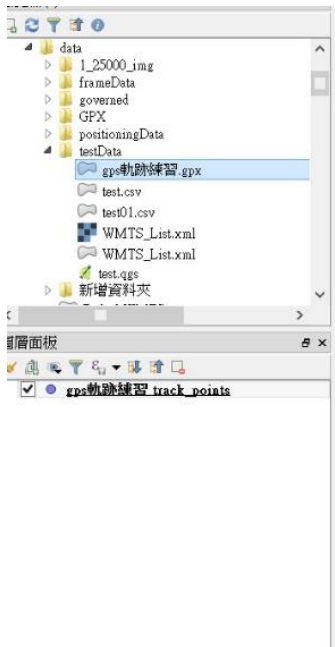 data
1_25000_img
frameData
governed
GPX
positioningData
testData
gps軌跡練習.gpx
test.csv
test01.csv
WMTS_List.xml
WMTS_List.xml
test.qgs
新增資料夾
圖層面板
gps軌跡練習 track_points